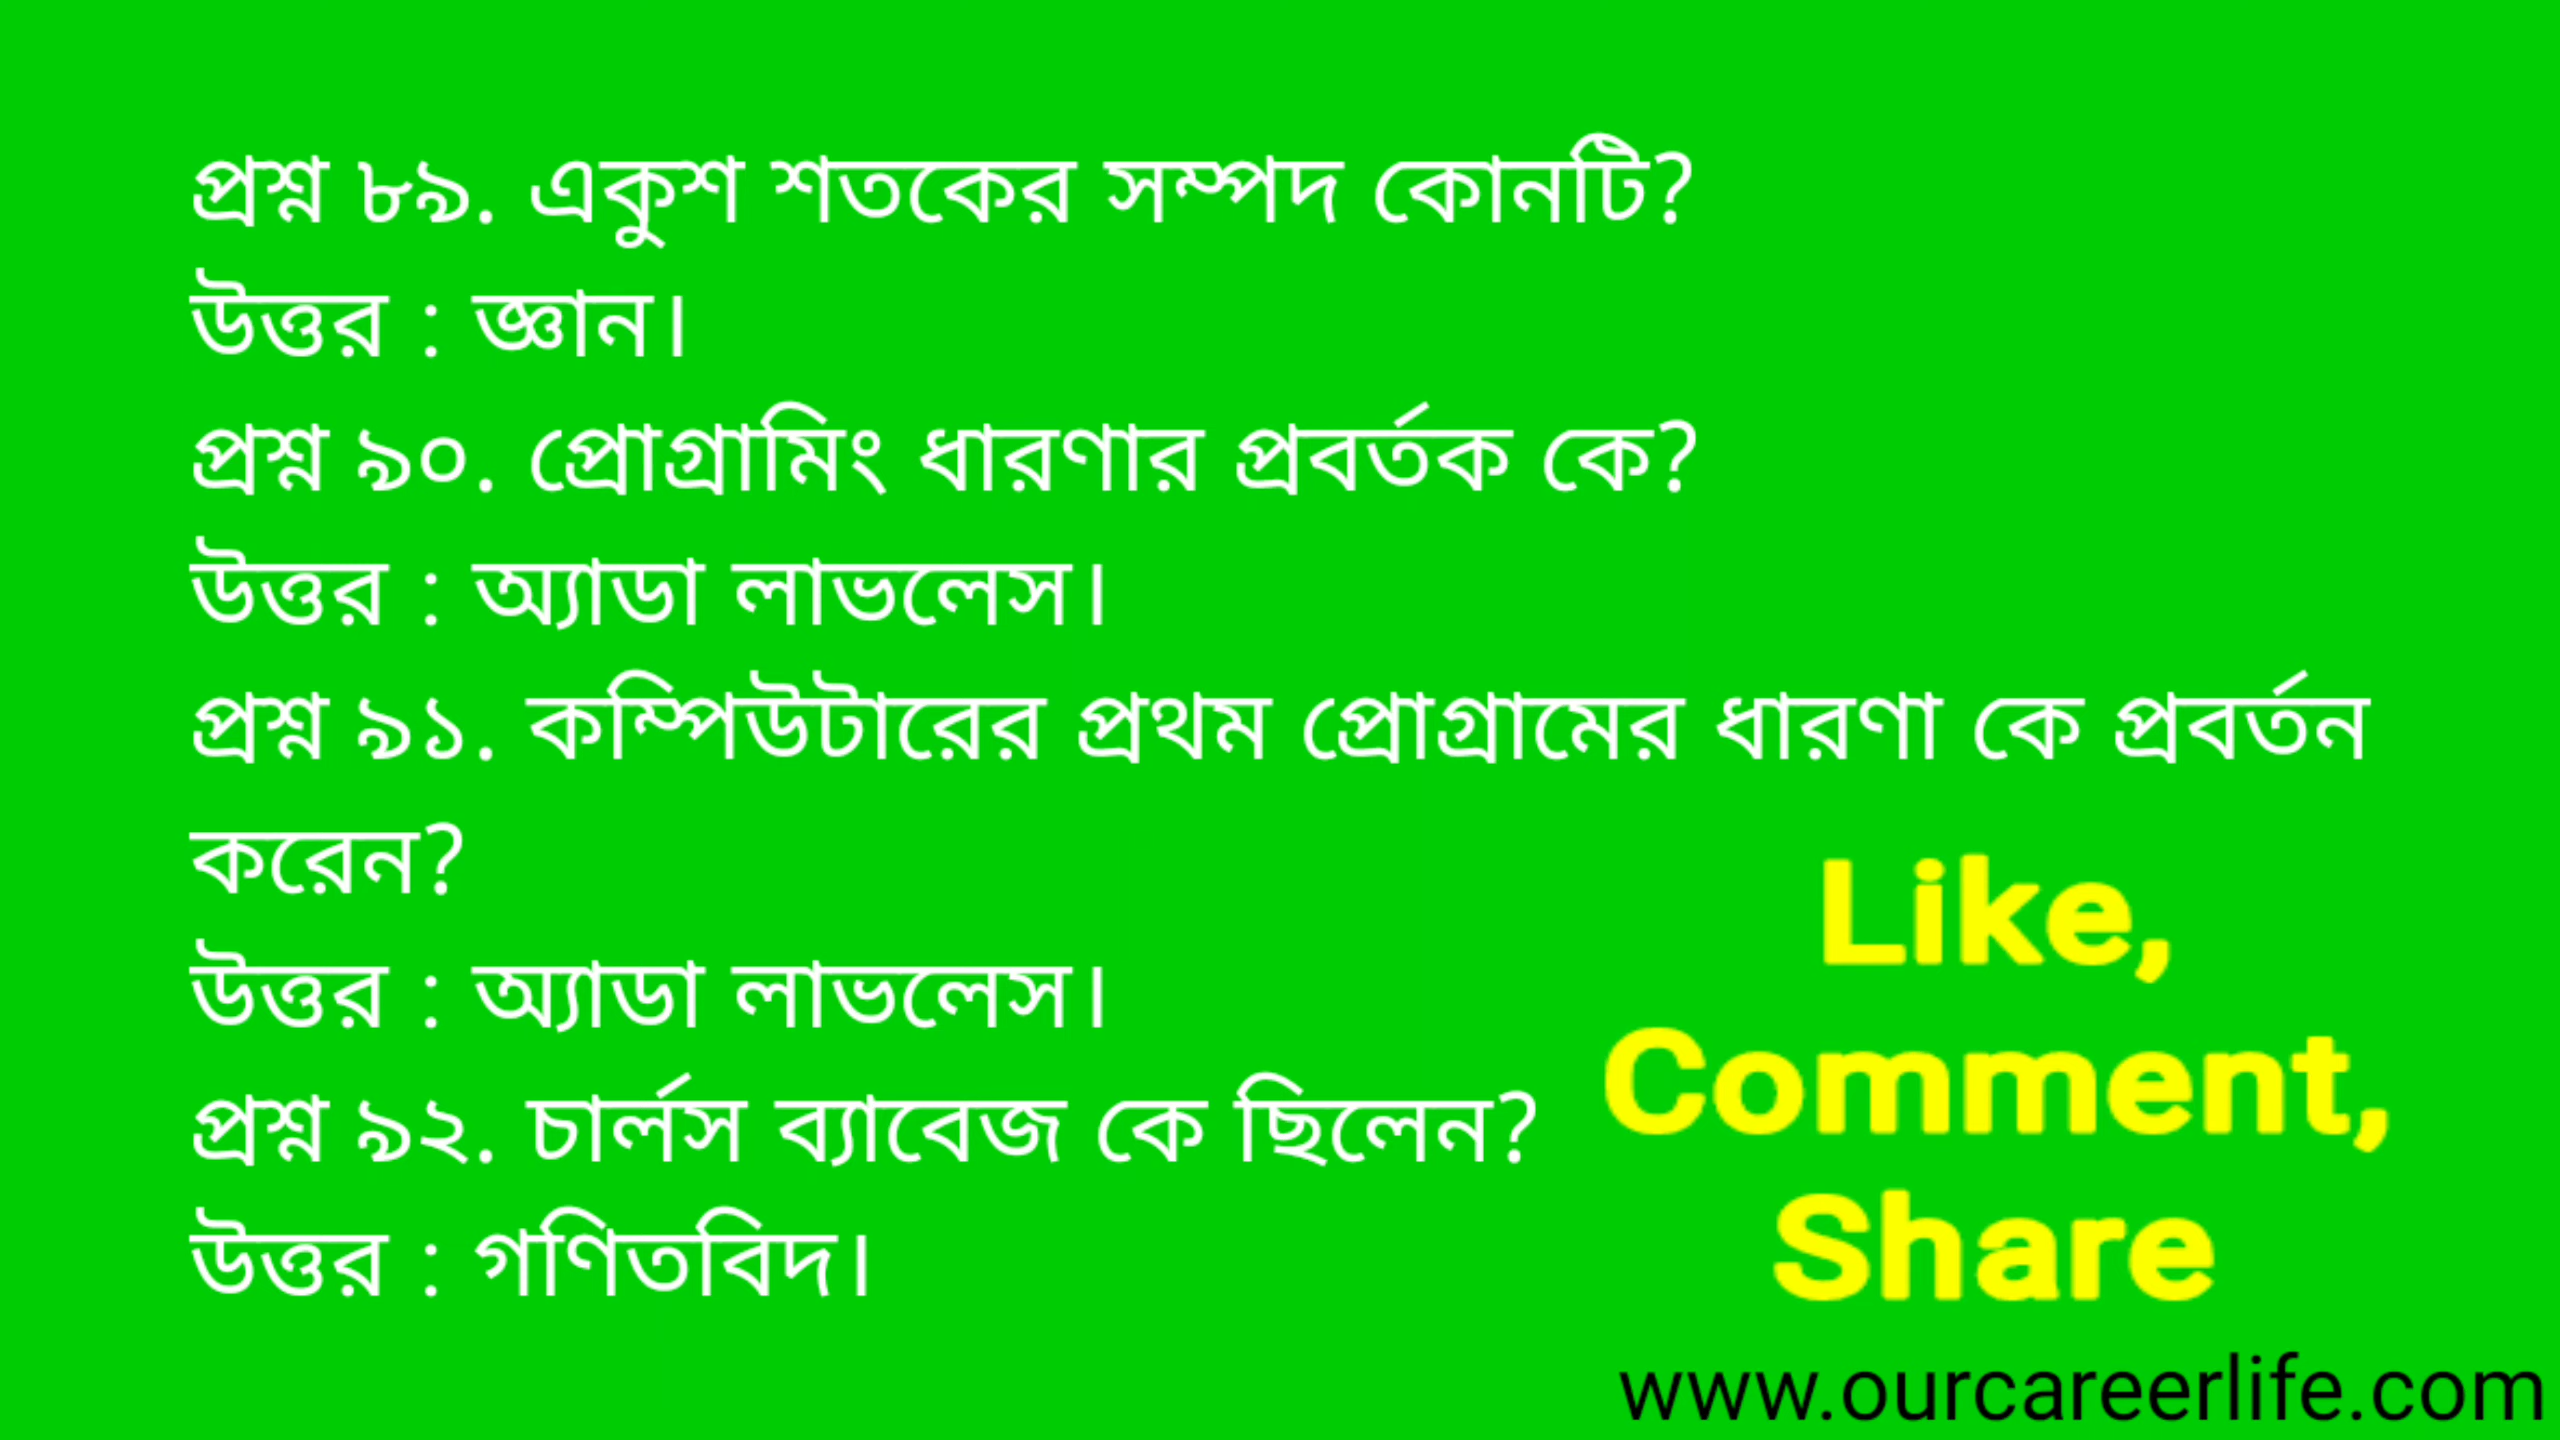 প্রশ্ন ৮৯. একুশ শতকের সম্পদ কোনটি?
উত্তর : জ্ঞান।
প্রশ্ন ৯০. প্রোগ্রামিং ধারণার প্রবর্তক কে?
উত্তর : অ্যাডা লাভলেস।
প্রশ্ন ৯১. কম্পিউটারের প্রথম প্রোগ্রামের ধারণা কে প্রবর্তন
করেন?
উত্তর : অ্যাডা লাভলেস।
প্রশ্ন ৯২. চার্লস ব্যাবেজ কে ছিলেন?
উত্তর : গণিতবিদ।
Like,
Comment,
Share
www.ourcareerlife.com